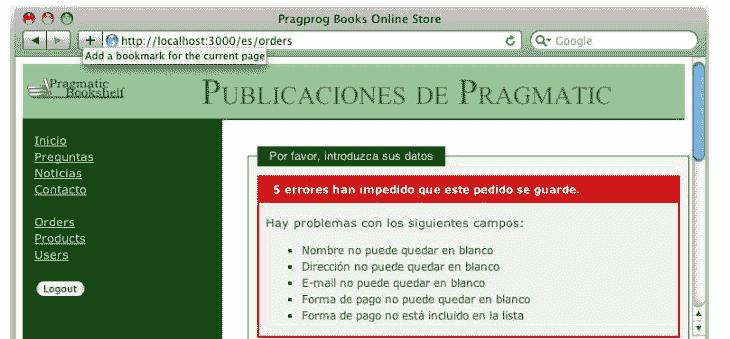 Pragprog Books Online Store
http://localhost:3000/es/orders
Google
Add a bookmark for the current page
Pragmatic
Bookshelf
PUBLICACIONES DE PRAGMATIC
Inicio
Preguntas
Noticias
Contacto
Orders
Products
Users
Logout
Por favor, introduzca sus datos
5 errores han impedido que este pedido se guarde.
Hay problemas con los siguientes campos:
Nombre no puede quedar en blanco
Dirección no puede quedar en blanco
E-mail no puede quedar en blanco
Forma de pago no puede quedar en blanco
Forma de pago no está incluido en la lista